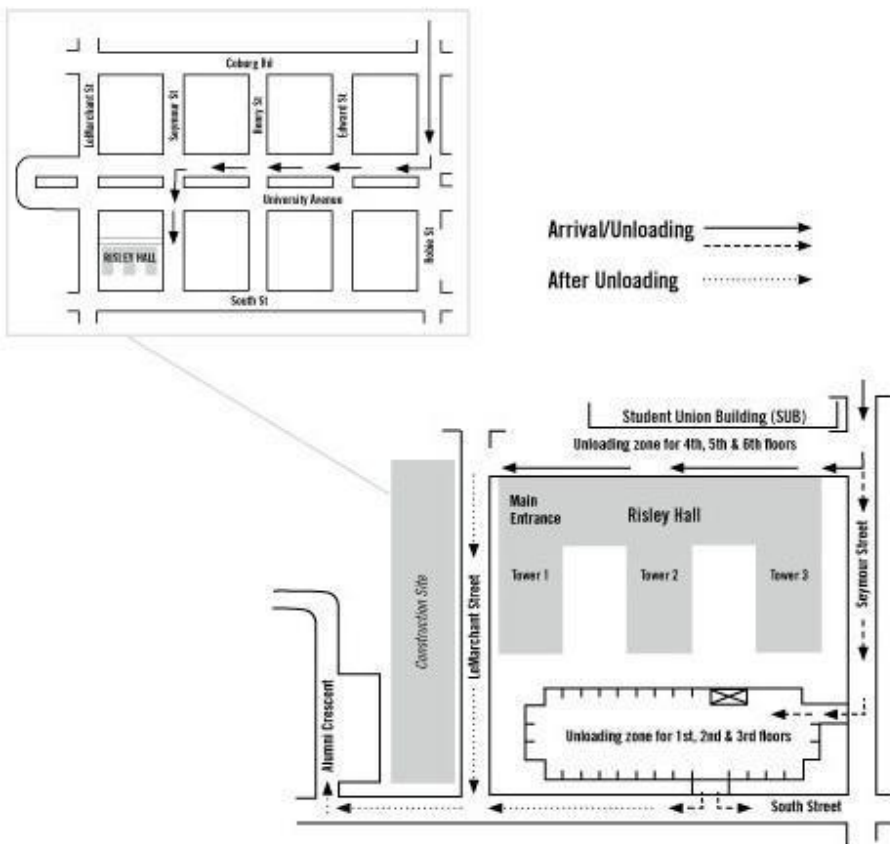 Coburg Rd
LeMarchant St
Seymour St
Henry St
Edward St
University Avenue
Robie St
RISLEY HALL
South St
Arrival/Unloading
After Unloading
Student Union Building (SUB)
Unloading zone for 4th, 5th & 6th floors
Main
Entrance
Risley Hall
Tower 1
Tower 2
Tower 3
Seymour Street
LeMarchant Street
Construction Site
Alumni Crescent
Unloading zone for 1st, 2nd & 3rd floors
South Street